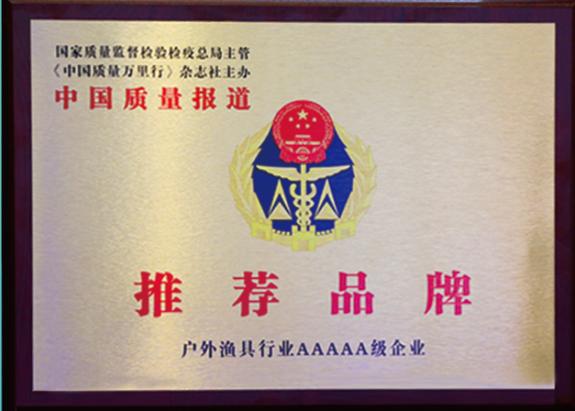 国家质量监督检验检疫总局主管
《中国质量万里行》杂志社主办
中国质量报道
推荐品牌
户外渔具行业AAAAA级企业